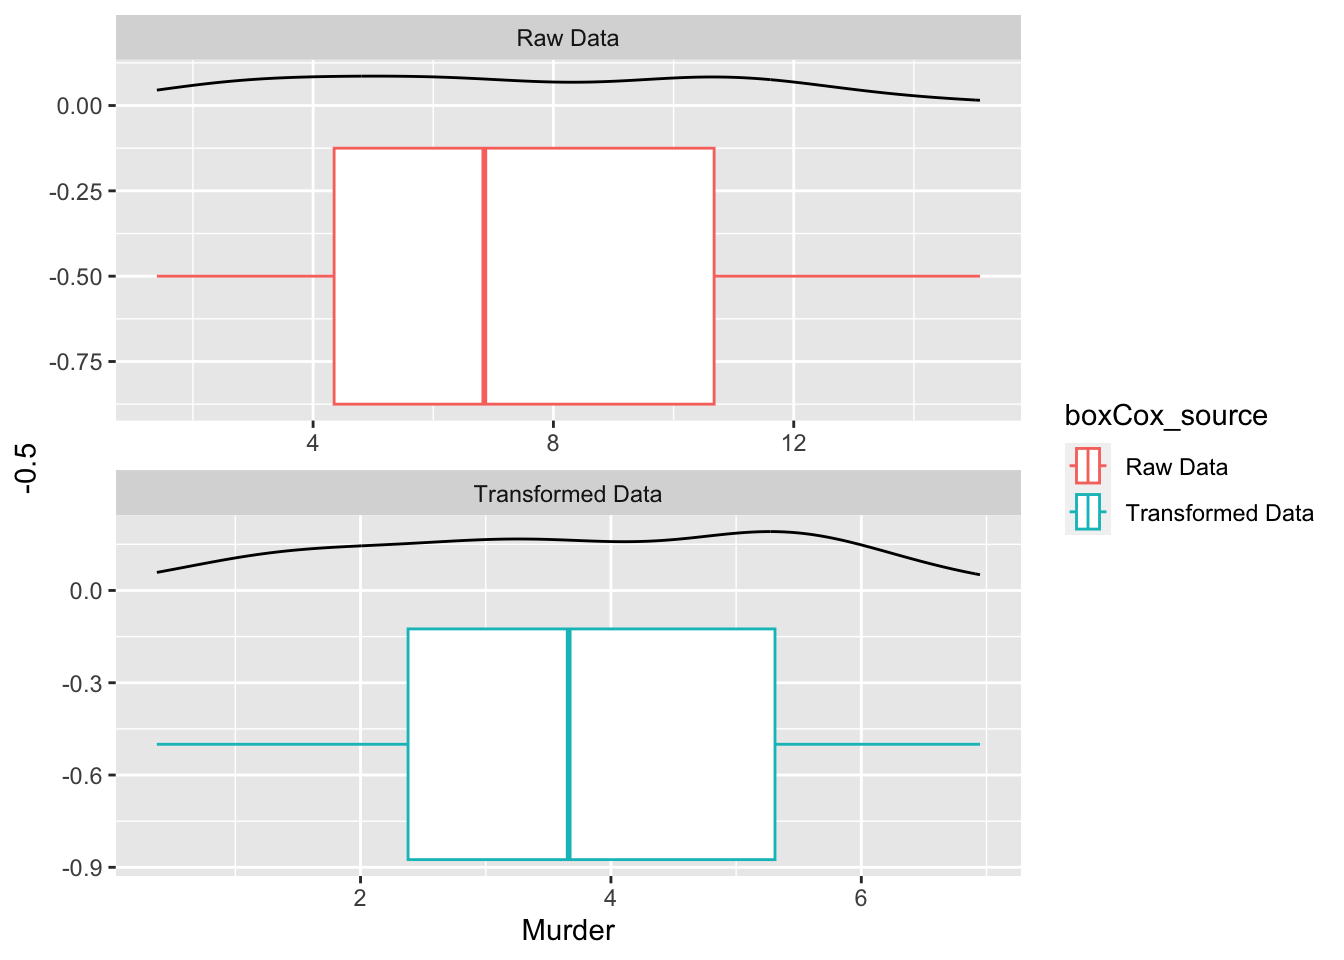 Raw Data
0.00
-0.25
-0.50
-0.75
4 8 12
-0.5
Transformed Data
0.0
-0.3
-0.6
-0.9
2 4 6
Murder
boxCox_source
Raw Data
Transformed Data